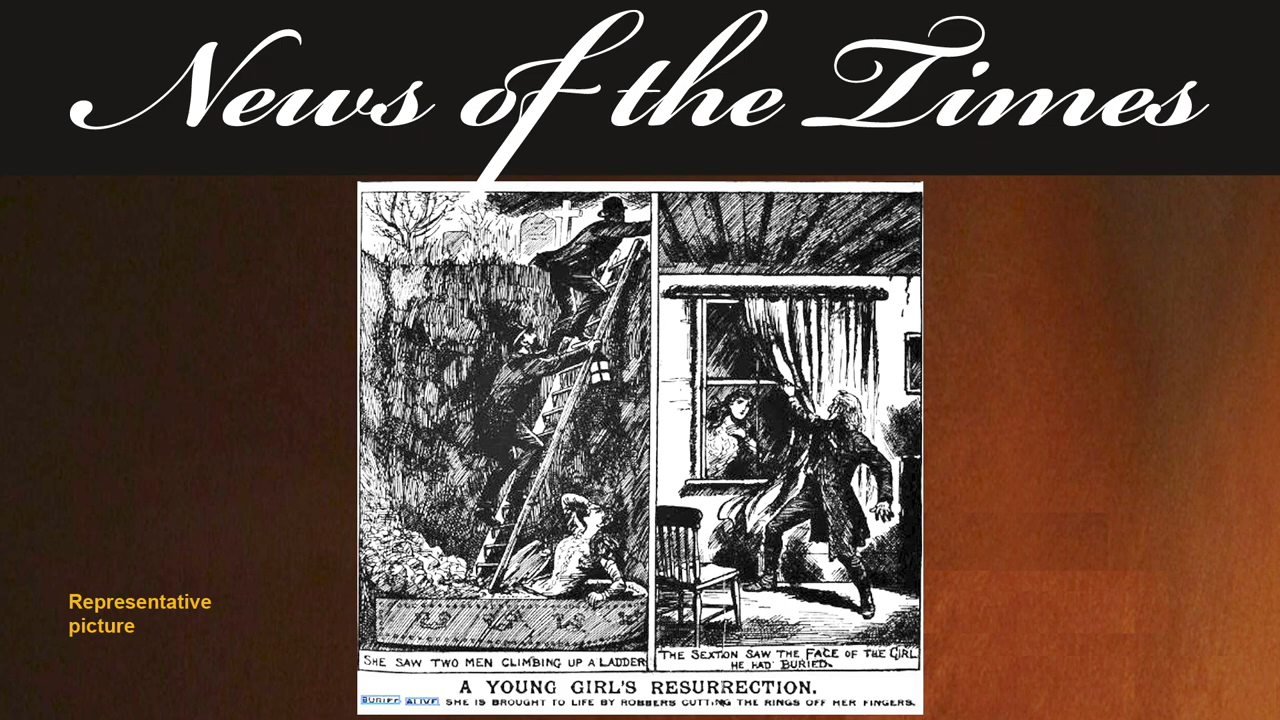 News of the Times
Representative
picture
SHE SAW TWO MEN CLIMBING UP A LADDER
THE SEXTON SAW THE FACE OF THE GIRL
HE HAD BURIED.
A YOUNG GIRL'S RESURRECTION.
BURIED ALIVE SHE IS BROUGHT TO LIFE BY ROBBERS CUTTING THE RINGS OFF HER FINGERS.